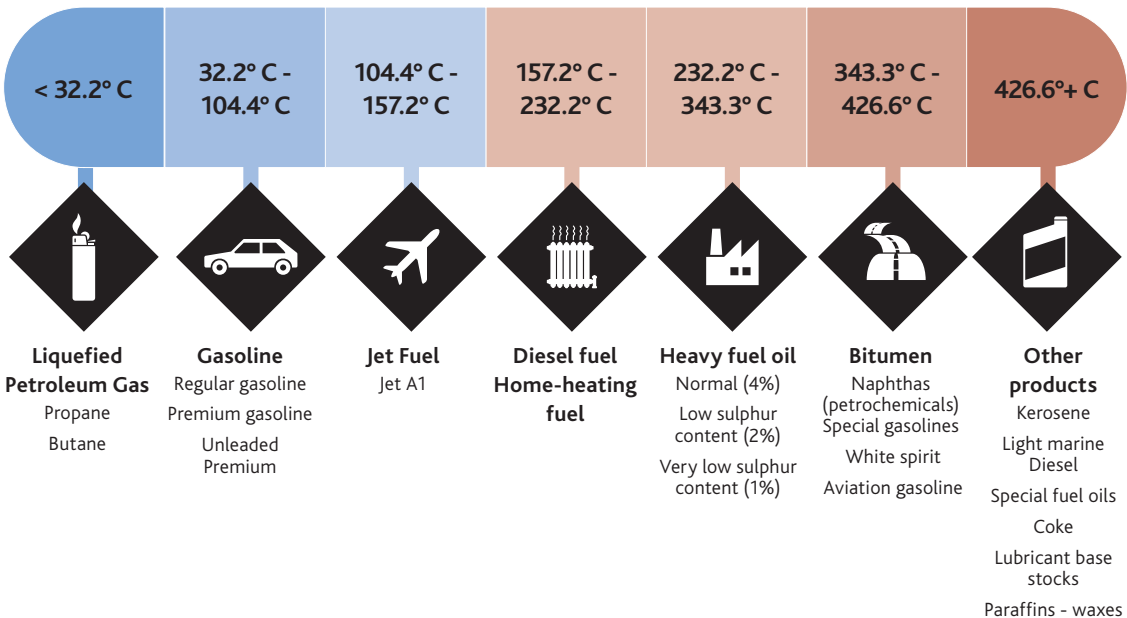 < 32.2° C
32.2° C -
104.4° C
104.4° C -
157.2° C
157.2° C -
232.2° C
232.2° C -
343.3° C
343.3° C -
426.6° C
426.6°+ C
Liquefied
Petroleum Gas
Propane
Butane
Gasoline
Regular gasoline
Premium gasoline
Unleaded
Premium
Jet Fuel
Jet A1
Diesel fuel
Home-heating
fuel
Heavy fuel oil
Normal (4%)
Low sulphur
content (2%)
Very low sulphur
content (1%)
Bitumen
Naphthas
(petrochemicals)
Special gasolines
White spirit
Aviation gasoline
Other
products
Kerosene
Light marine
Diesel
Special fuel oils
Coke
Lubricant base
stocks
Paraffins - waxes